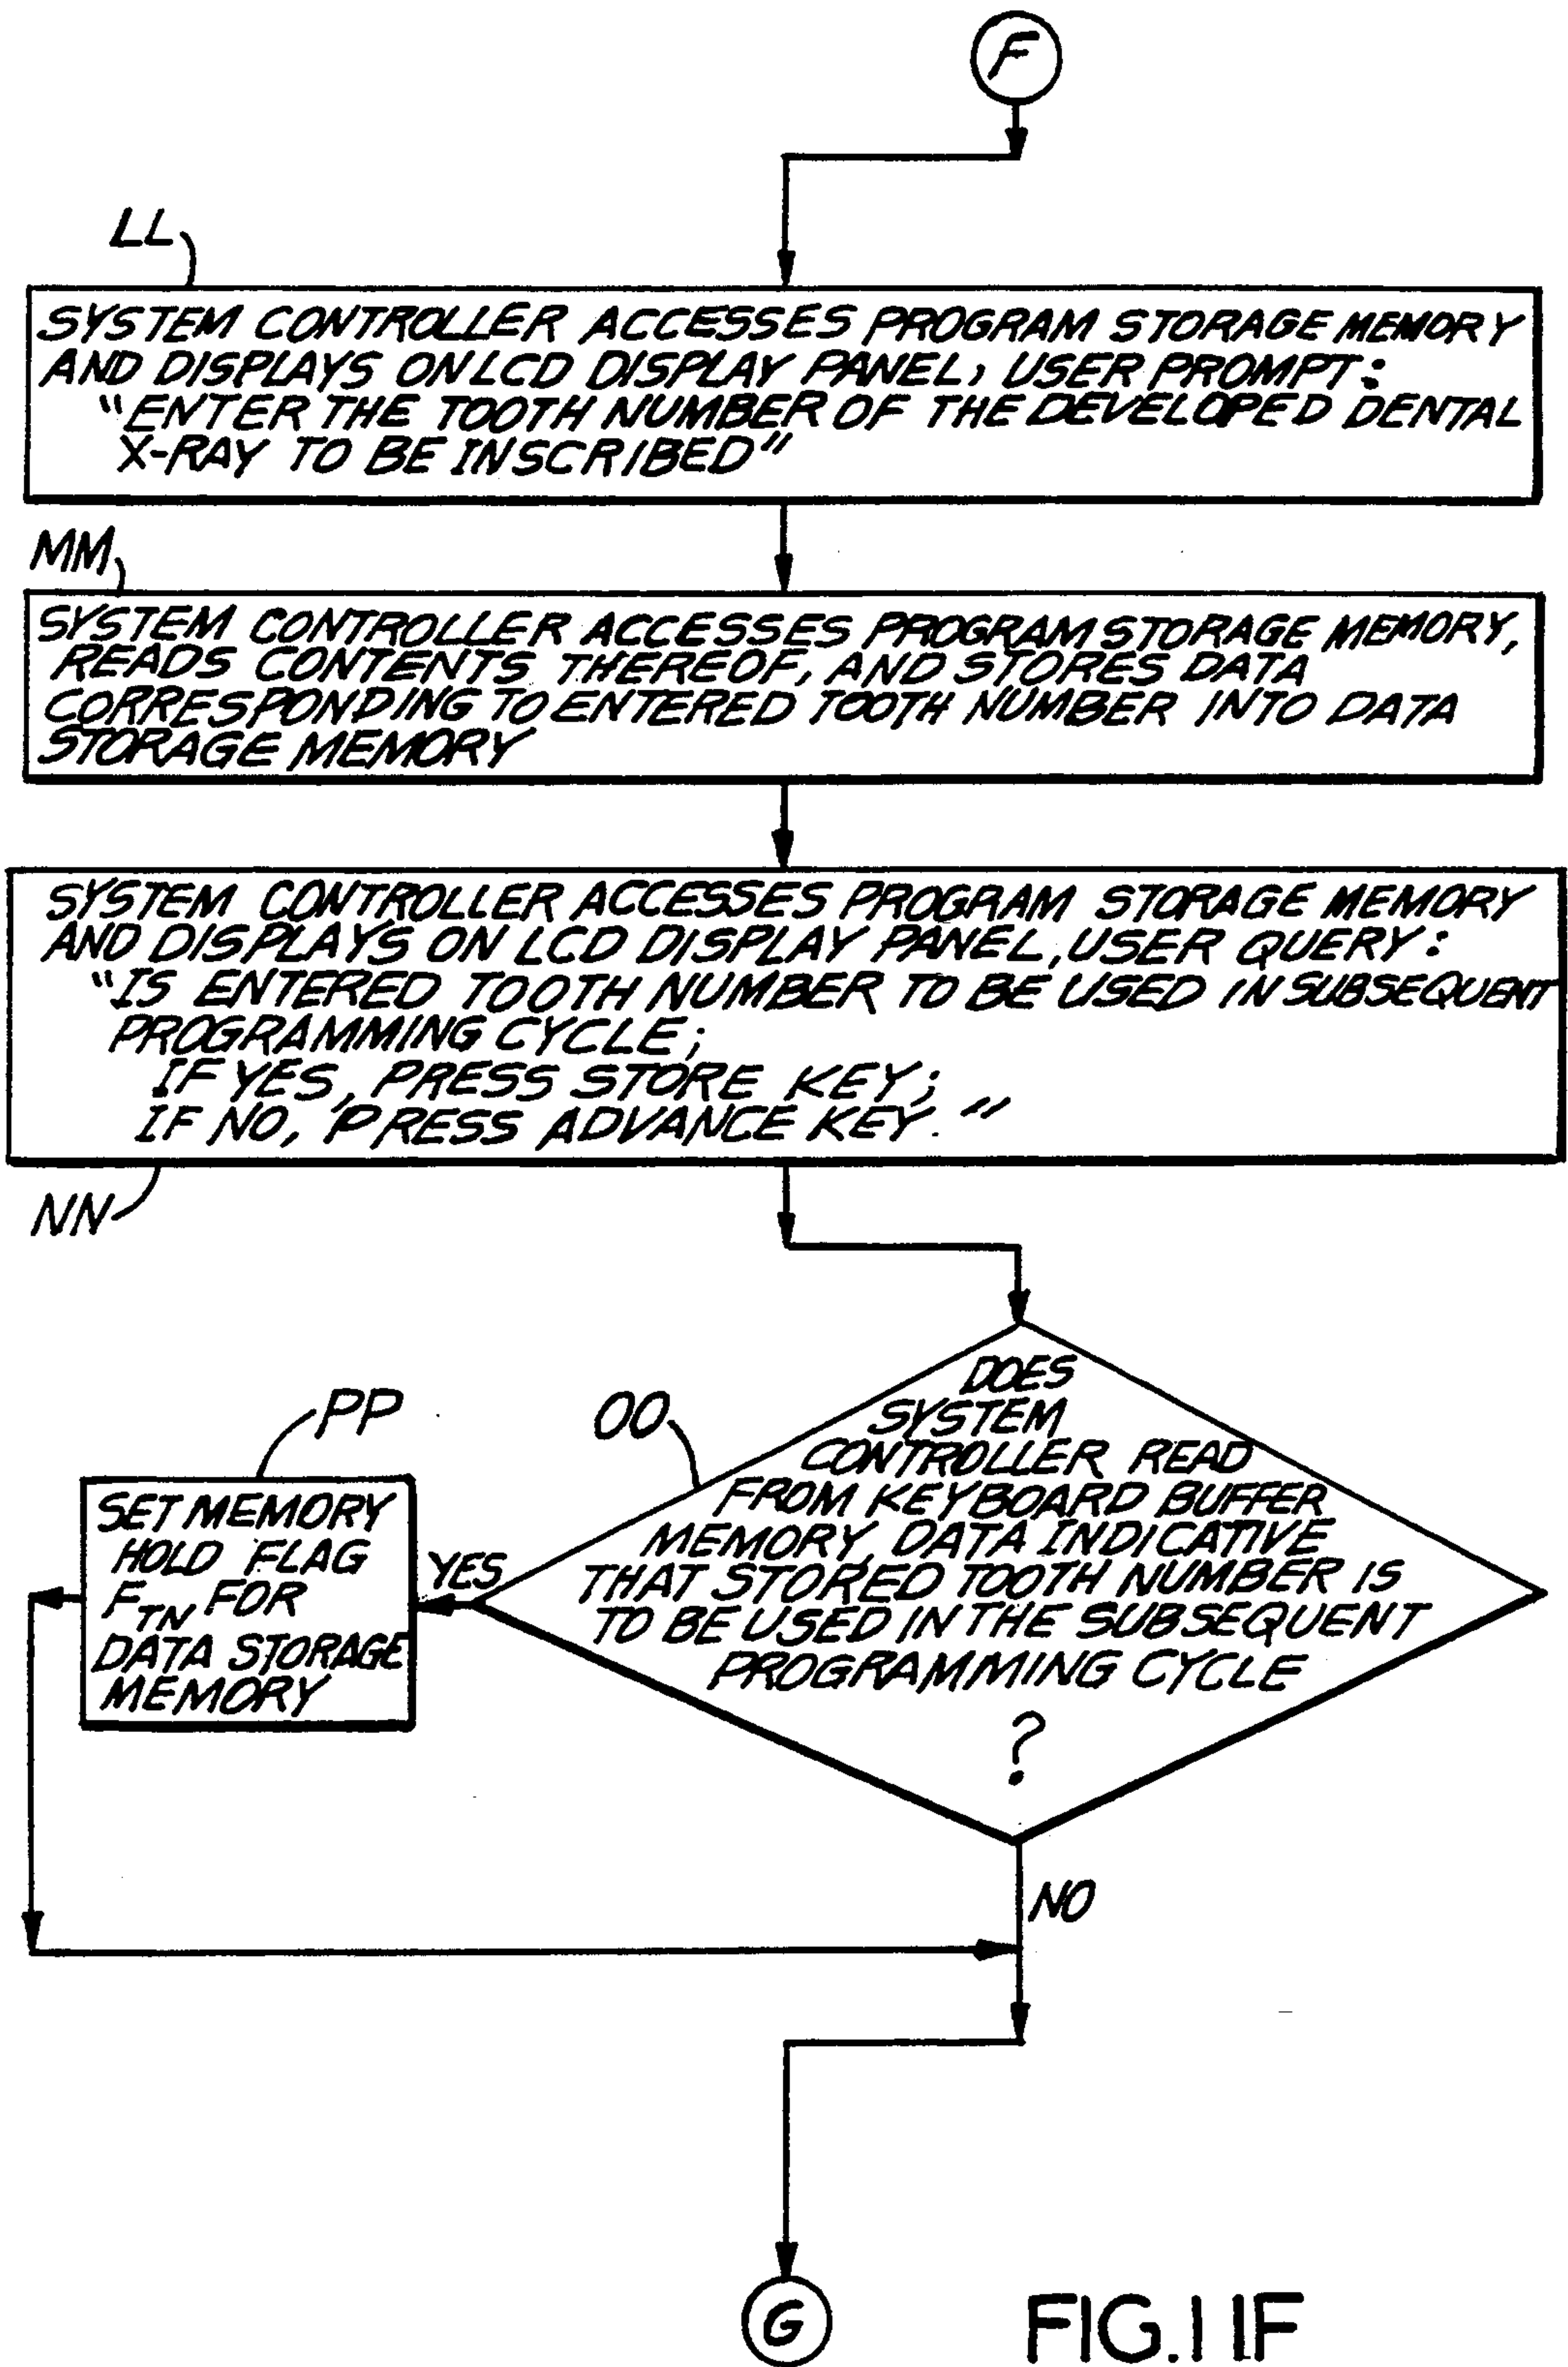 F
LL
SYSTEM CONTROLLER ACCESSES PROGRAM STORAGE MEMORY
AND DISPLAYS ON LCD DISPLAY PANEL, USER PROMPT:
"ENTER THE TOOTH NUMBER OF THE DEVELOPED DENTAL
X-RAY TO BE INSCRIBED"
MM
SYSTEM CONTROLLER ACCESSES PROGRAM STORAGE MEMORY,
READS CONTENTS THEREOF, AND STORES DATA
CORRESPONDING TO ENTERED TOOTH NUMBER INTO DATA
STORAGE MEMORY
SYSTEM CONTROLLER ACCESSES PROGRAM STORAGE MEMORY
AND DISPLAYS ON LCD DISPLAY PANEL, USER QUERY:
"IS ENTERED TOOTH NUMBER TO BE USED IN SUBSEQUENT
PROGRAMMING CYCLE;
IF YES, PRESS STORE KEY;
IF NO, PRESS ADVANCE KEY."
NN
DOES
SYSTEM
CONTROLLER READ
FROM KEYBOARD BUFFER
MEMORY, DATA INDICATIVE
THAT STORED TOOTH NUMBER IS
TO BE USED IN THE SUBSEQUENT
PROGRAMMING CYCLE
?
OO
PP
YES
SET MEMORY
HOLD FLAG
F_TN FOR
DATA STORAGE
MEMORY
NO
G
FIG. 11F